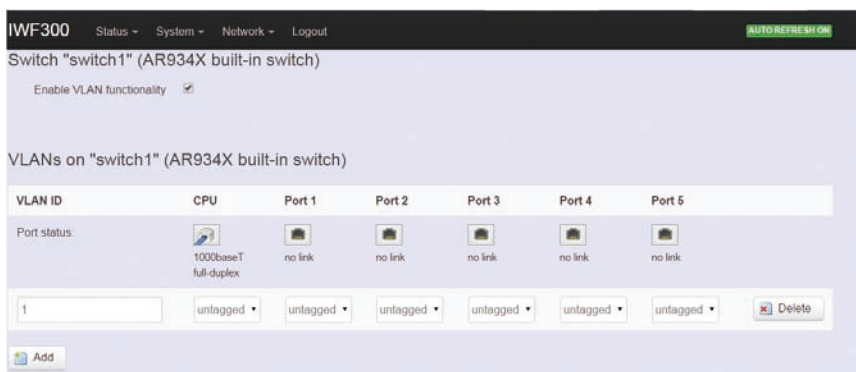 IWF300 Status System Network Logout AUTO REFRESH ON
Switch "switch1" (AR934X built-in switch)
Enable VLAN functionality
VLANs on "switch1" (AR934X built-in switch)
VLAN ID CPU Port 1 Port 2 Port 3 Port 4 Port 5
Port status:
1000baseT no link no link no link no link no link
full-duplex
1 untagged untagged untagged untagged untagged untagged Delete
Add